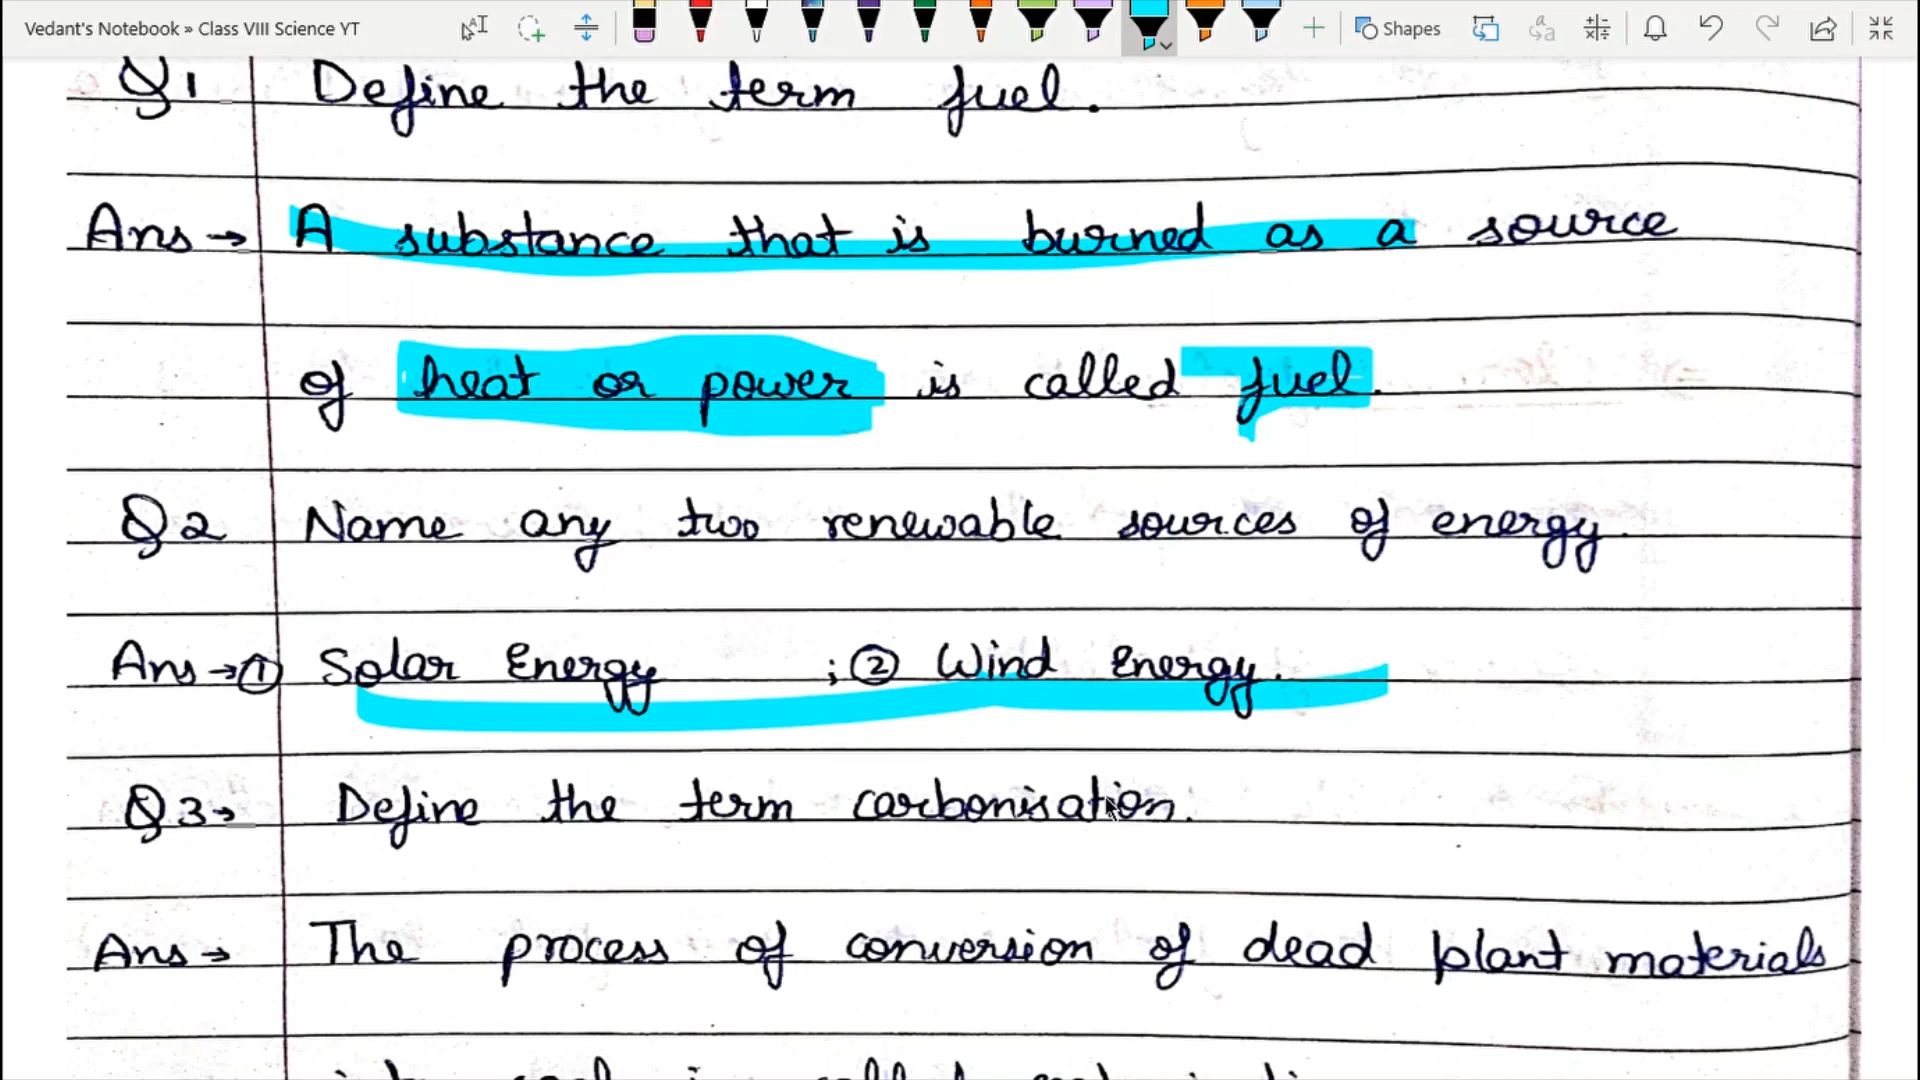 Vedant's Notebook » Class VIII Science YT
Shapes
Q1 Define the term fuel.
Ans → A substance that is burned as a source
of heat or power is called fuel.
Q2 Name any two renewable sources of energy.
Ans → ① Solar Energy ; ② Wind Energy.
Q3→ Define the term carbonisation.
Ans → The process of conversion of dead plant materials